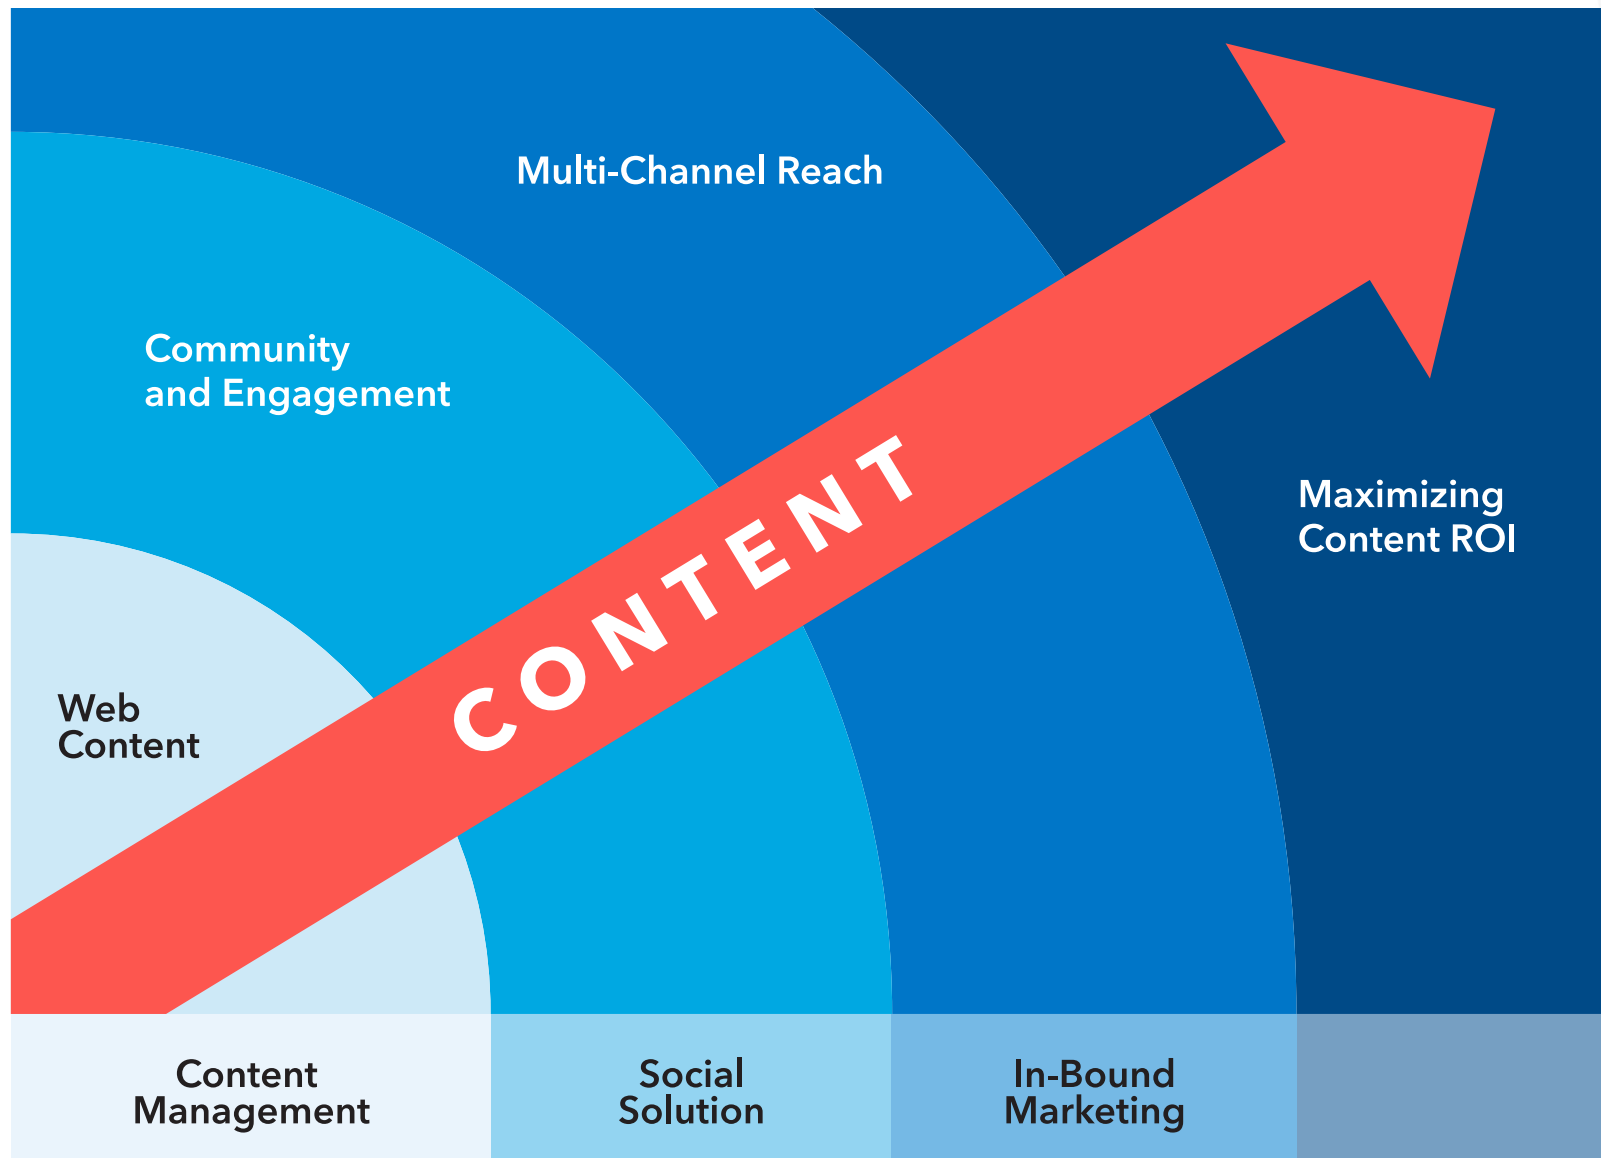 Multi-Channel Reach
Community
and Engagement
CONTENT
Maximizing
Content ROI
Web
Content
Content
Management
Social
Solution
In-Bound
Marketing